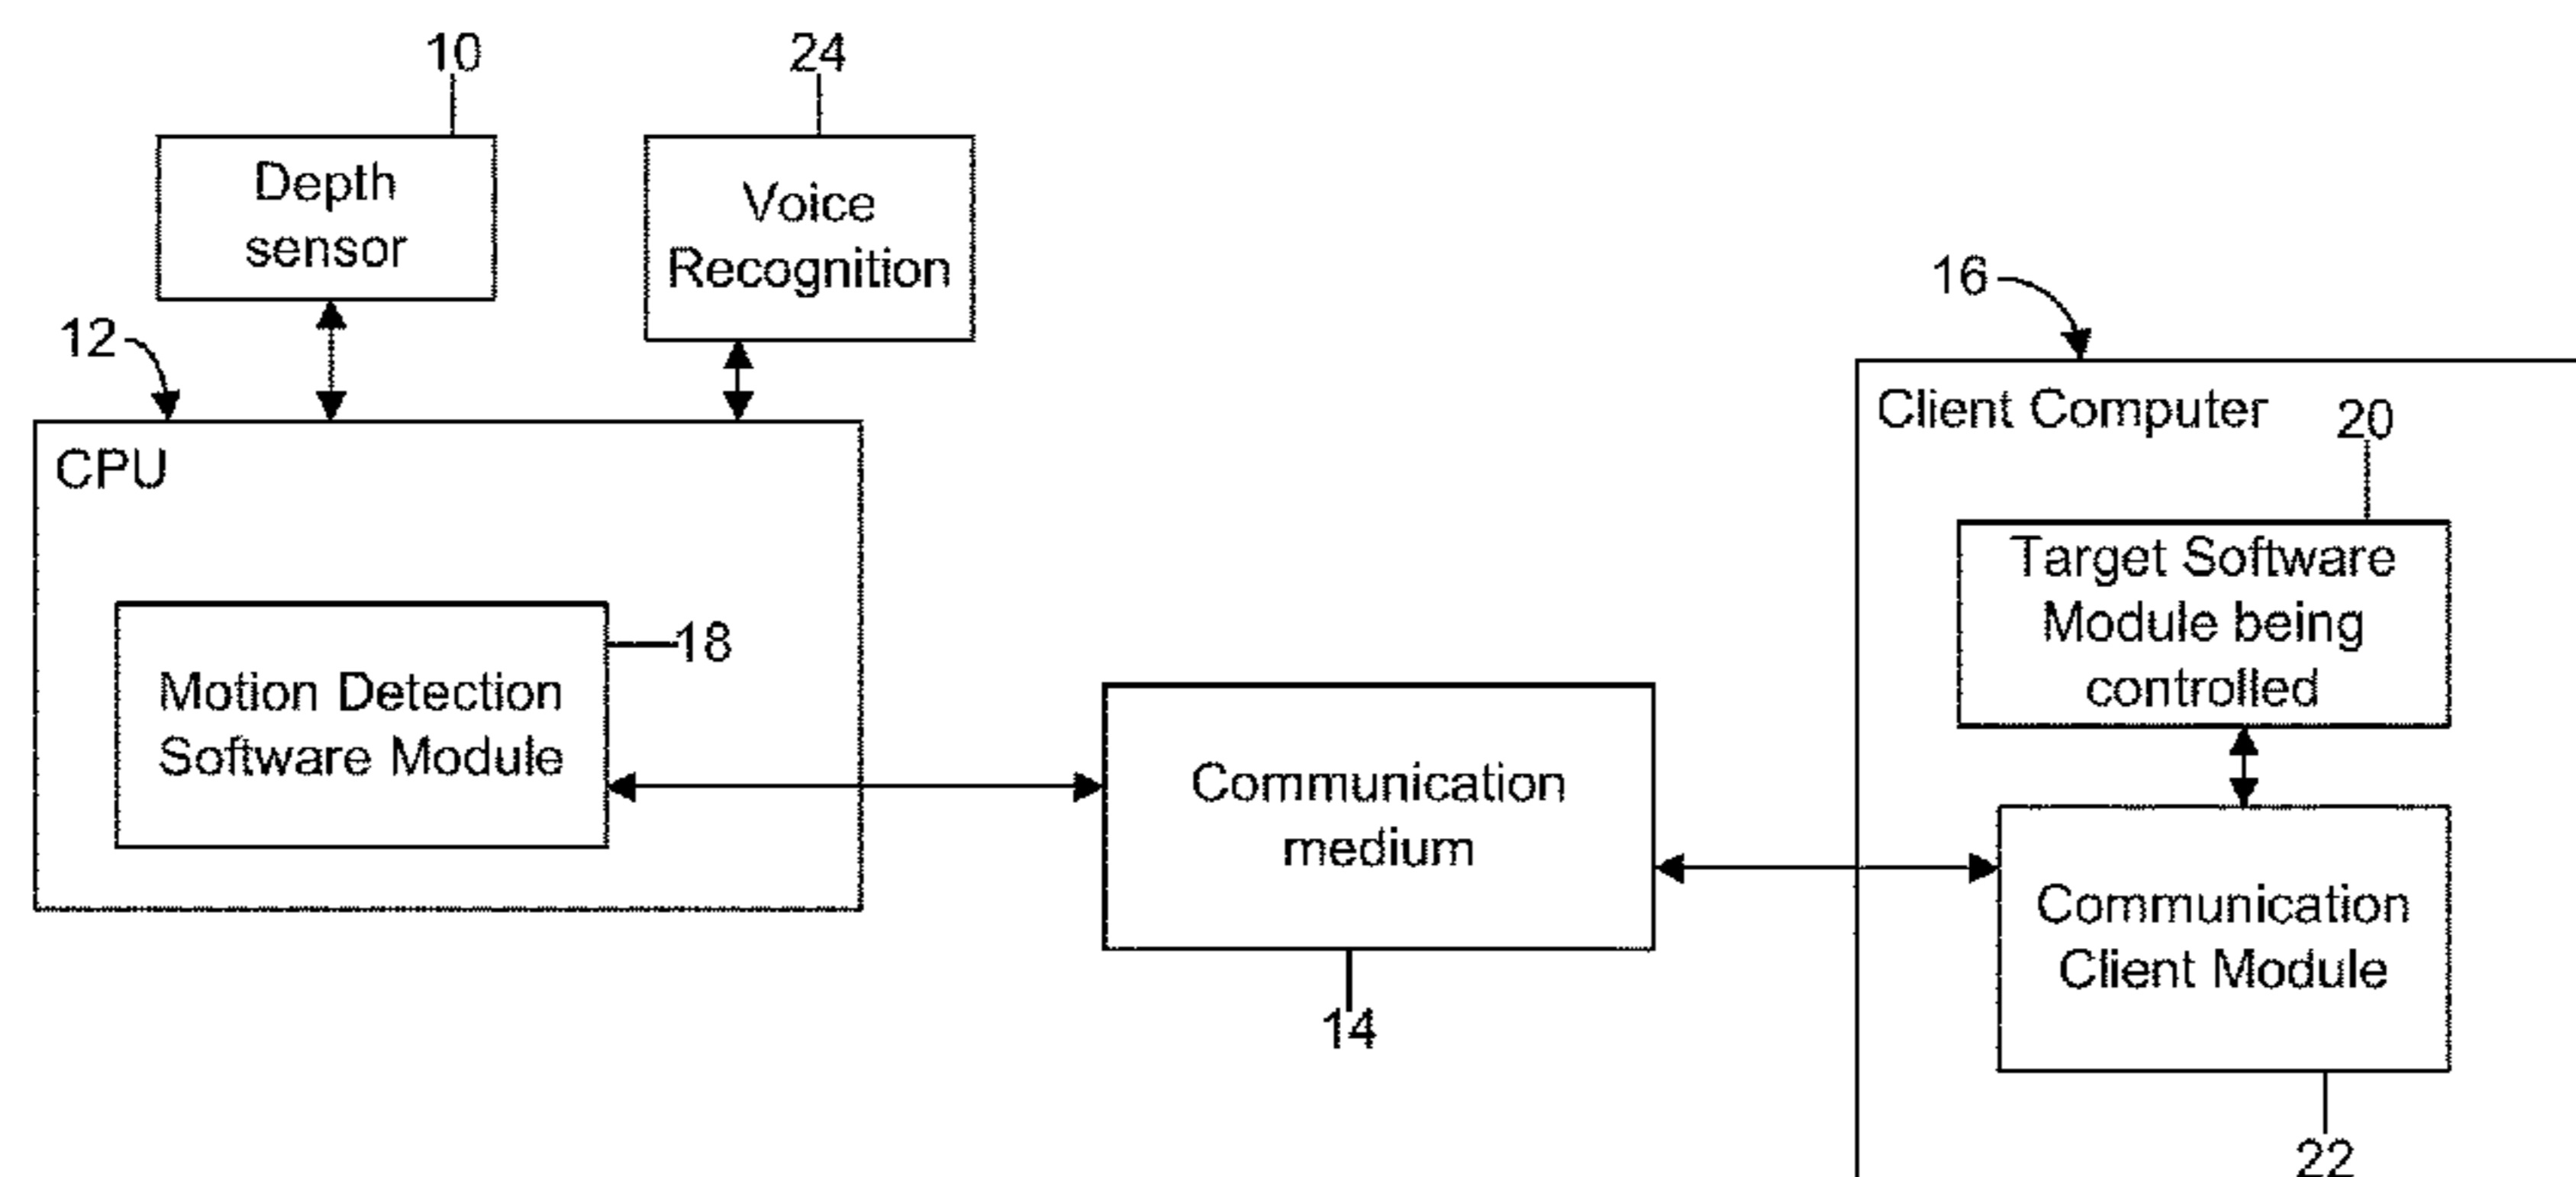 10
24
Depth
sensor
Voice
Recognition
12
16
CPU
Client Computer
20
Target Software
Module being
controlled
18
Motion Detection
Software Module
Communication
medium
14
Communication
Client Module
22